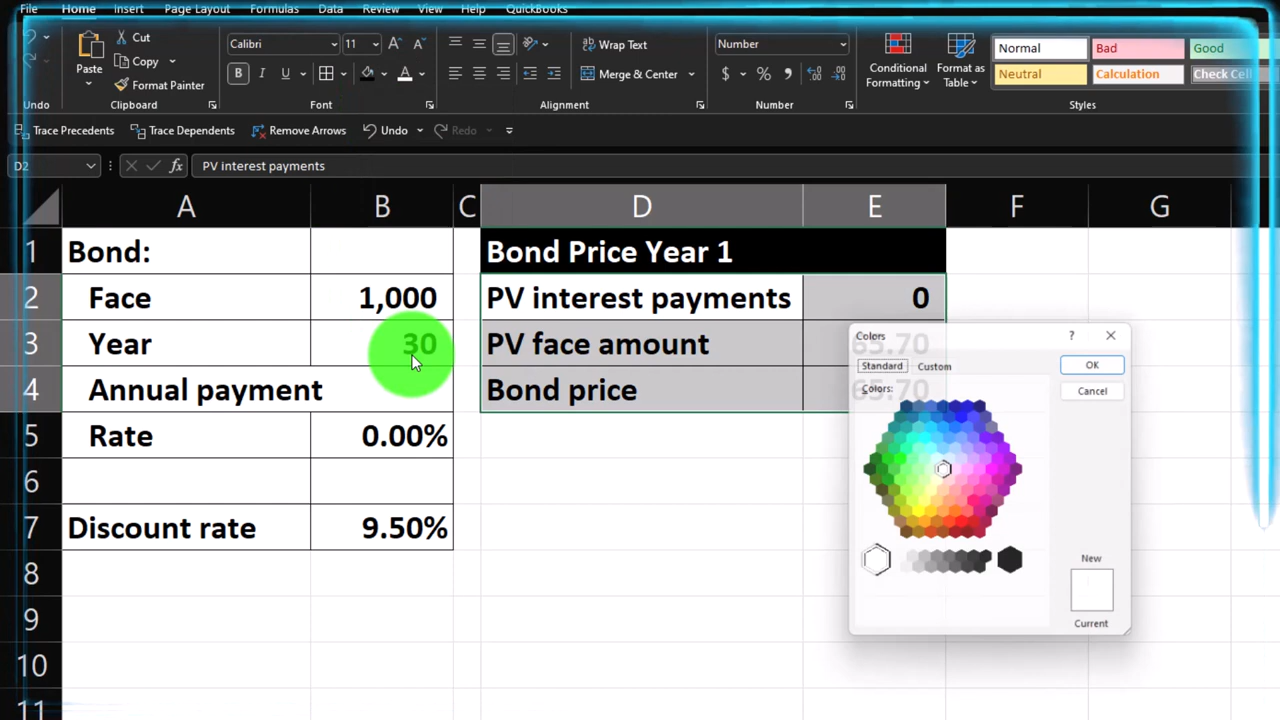 File Home Insert Page Layout Formulas Data Review View Help QuickBooks
Cut
Copy
Format Painter
Paste
Calibri 11 A A
B I U A
Wrap Text
Merge & Center
Number
$ %
Conditional Formatting
Format as Table
Normal Bad Good
Neutral Calculation Check Cell
Undo Clipboard Font Alignment Number Styles
Trace Precedents Trace Dependents Remove Arrows Undo Redo
D2 fx PV interest payments
A B C D E F G
1 Bond: Bond Price Year 1
2 Face 1,000 PV interest payments 0
3 Year 30 PV face amount 65.70
4 Annual payment Bond price 65.70
5 Rate 0.00%
6
7 Discount rate 9.50%
8
9
10
11
Colors ?
Standard Custom
OK
Cancel
Colors:
New
Current